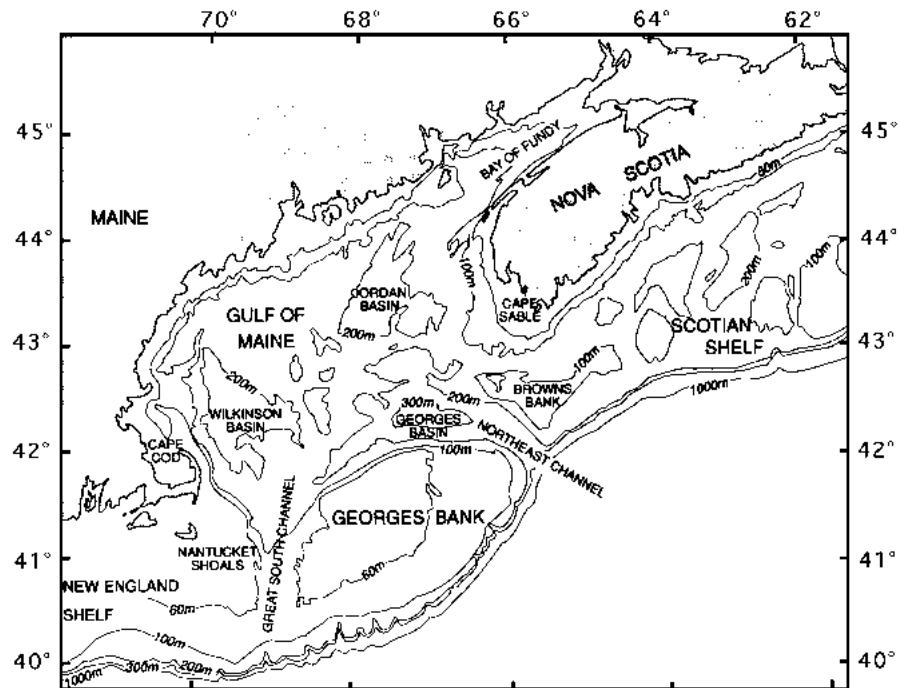 70° 68° 66° 64° 62°
45° 45°
BAY OF FUNDY
NOVA SCOTIA
80m
MAINE
44° 44°
100m
200m
100m
JORDAN
BASIN
CAPE
SABLE
GULF OF
MAINE
200m
SCOTIAN
SHELF
43° 43°
100m
1000m
200m
BROWNS
BANK
300m
200m
WILKINSON
BASIN
GEORGES
BASIN
NORTHEAST CHANNEL
42° 42°
CAPE
COD
100m
GEORGES BANK
GREAT SOUTH CHANNEL
41° 41°
NANTUCKET
SHOALS
60m
NEW ENGLAND
SHELF
60m
100m
40° 40°
1000m 300m 200m